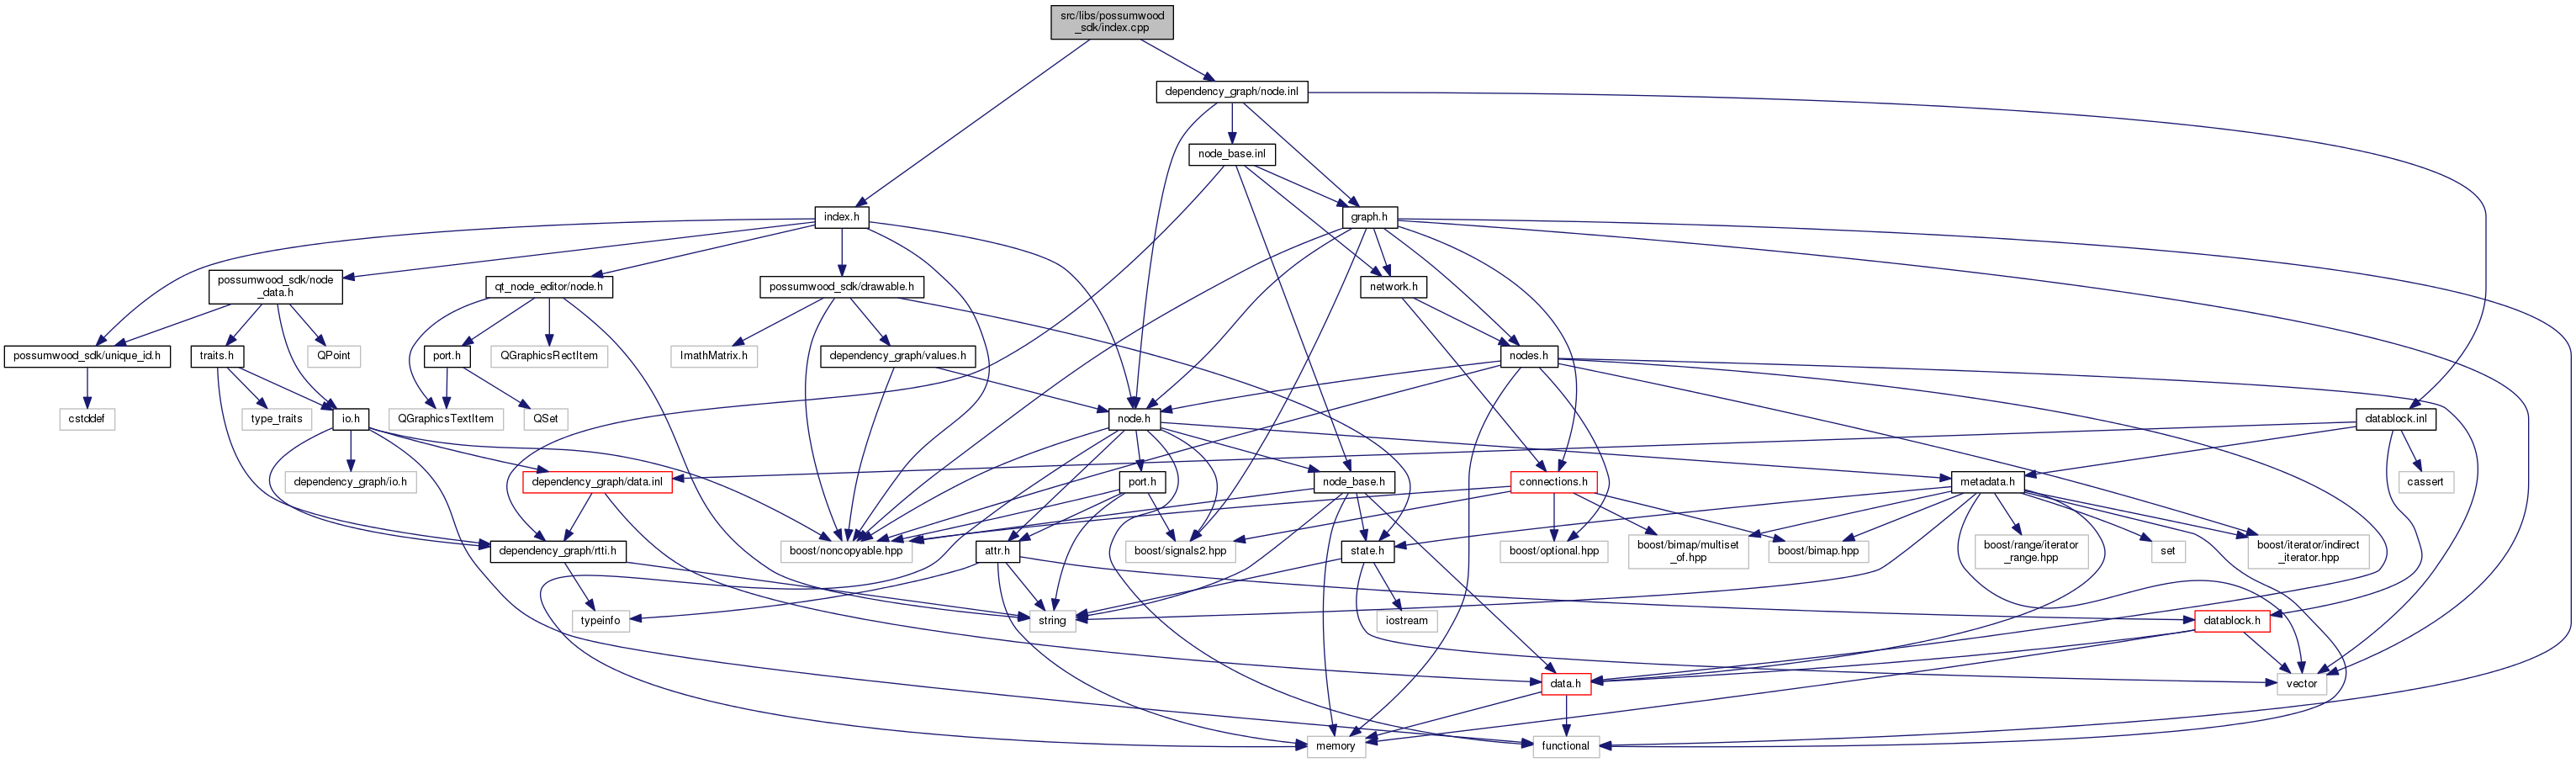 src/libs/possumwood
_sdk/index.cpp
dependency_graph/node.inl
node_base.inl
index.h
graph.h
possumwood_sdk/node
_data.h
qt_node_editor/node.h
possumwood_sdk/drawable.h
network.h
possumwood_sdk/unique_id.h
traits.h
QPoint
port.h
QGraphicsRectItem
ImathMatrix.h
dependency_graph/values.h
nodes.h
cstddef
type_traits
io.h
QGraphicsTextItem
QSet
node.h
datablock.inl
dependency_graph/io.h
dependency_graph/data.inl
port.h
node_base.h
connections.h
metadata.h
cassert
dependency_graph/rtti.h
boost/noncopyable.hpp
attr.h
boost/signals2.hpp
state.h
boost/optional.hpp
boost/bimap/multiset
_of.hpp
boost/bimap.hpp
boost/range/iterator
_range.hpp
set
boost/iterator/indirect
_iterator.hpp
typeinfo
string
iostream
datablock.h
data.h
vector
memory
functional